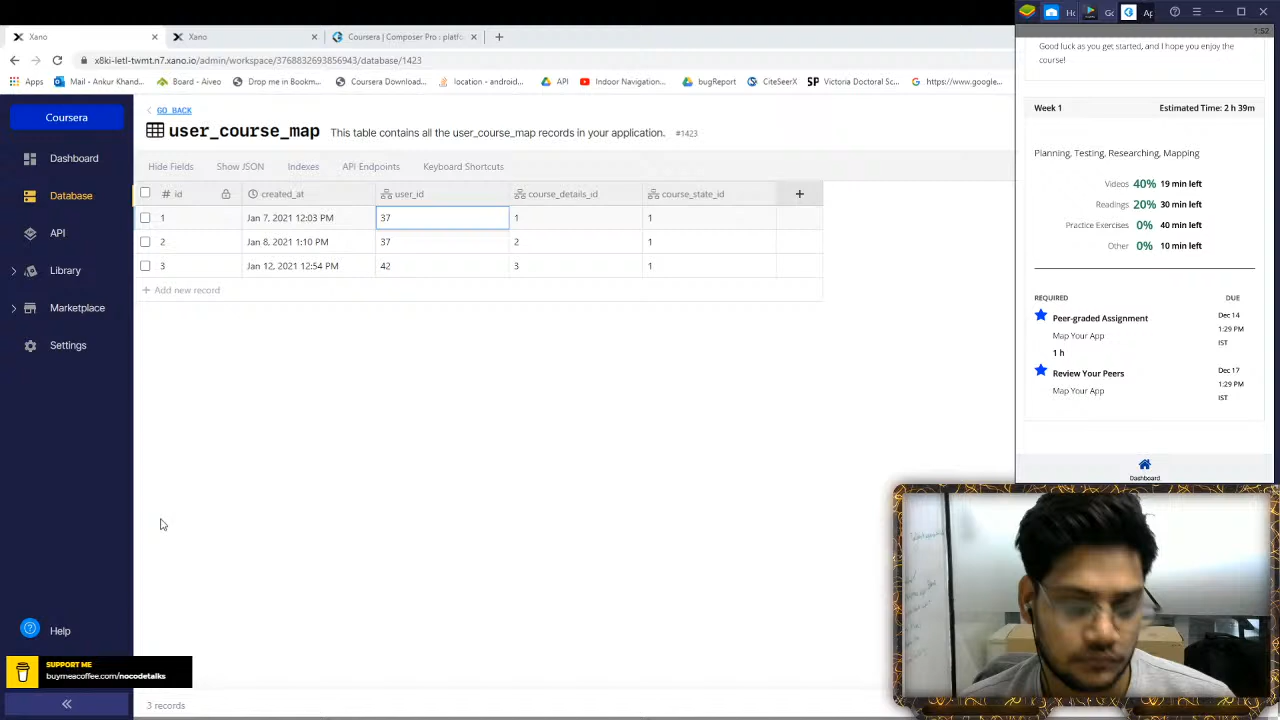 Xano
Xano
Coursera | Composer Pro : platf
x8ki-letl-twmt.n7.xano.io/admin/workspace/3768832693856943/database/1423
Apps
Mail - Ankur Khand...
Board - Aiveo
Drop me in Bookm...
Coursera Download...
location - android...
API
Indoor Navigation...
bugReport
CiteSeerX
SP Victoria Doctoral Sc...
https://www.google...
Coursera
Dashboard
Database
API
Library
Marketplace
Settings
Help
SUPPORT ME
buymeacoffee.com/nocodetalks
GO BACK
user_course_map This table contains all the user_course_map records in your application. #1423
Hide Fields Show JSON Indexes API Endpoints Keyboard Shortcuts
# id created_at user_id course_details_id course_state_id +
1 Jan 7, 2021 12:03 PM 37 1 1
2 Jan 8, 2021 1:10 PM 37 2 1
3 Jan 12, 2021 12:54 PM 42 3 1
+ Add new record
3 records
Ho
Go
Ap
1:52
Good luck as you get started, and I hope you enjoy the
course!
Week 1 Estimated Time: 2 h 39m
Planning, Testing, Researching, Mapping
Videos 40% 19 min left
Readings 20% 30 min left
Practice Exercises 0% 40 min left
Other 0% 10 min left
REQUIRED DUE
Peer-graded Assignment
Map Your App
1 h
Dec 14
1:29 PM
IST
Review Your Peers
Map Your App
Dec 17
1:29 PM
IST
Dashboard